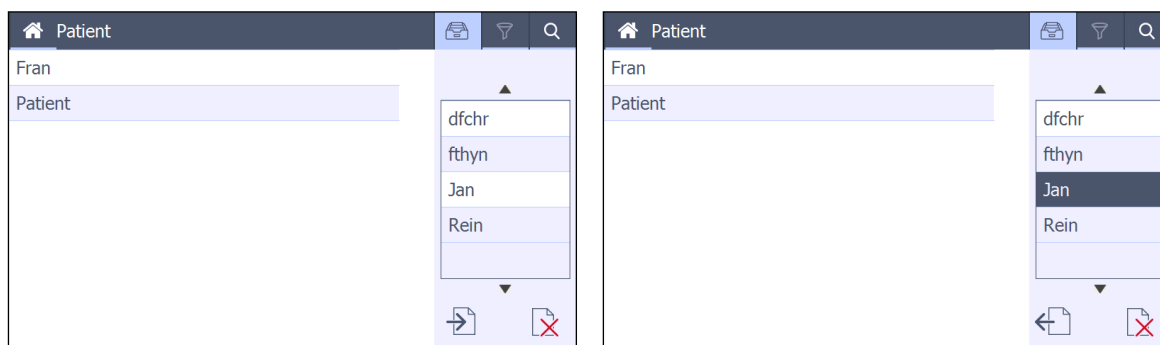 Patient
Fran
Patient
dfchr
fthyn
Jan
Rein
Patient
Fran
Patient
dfchr
fthyn
Jan
Rein